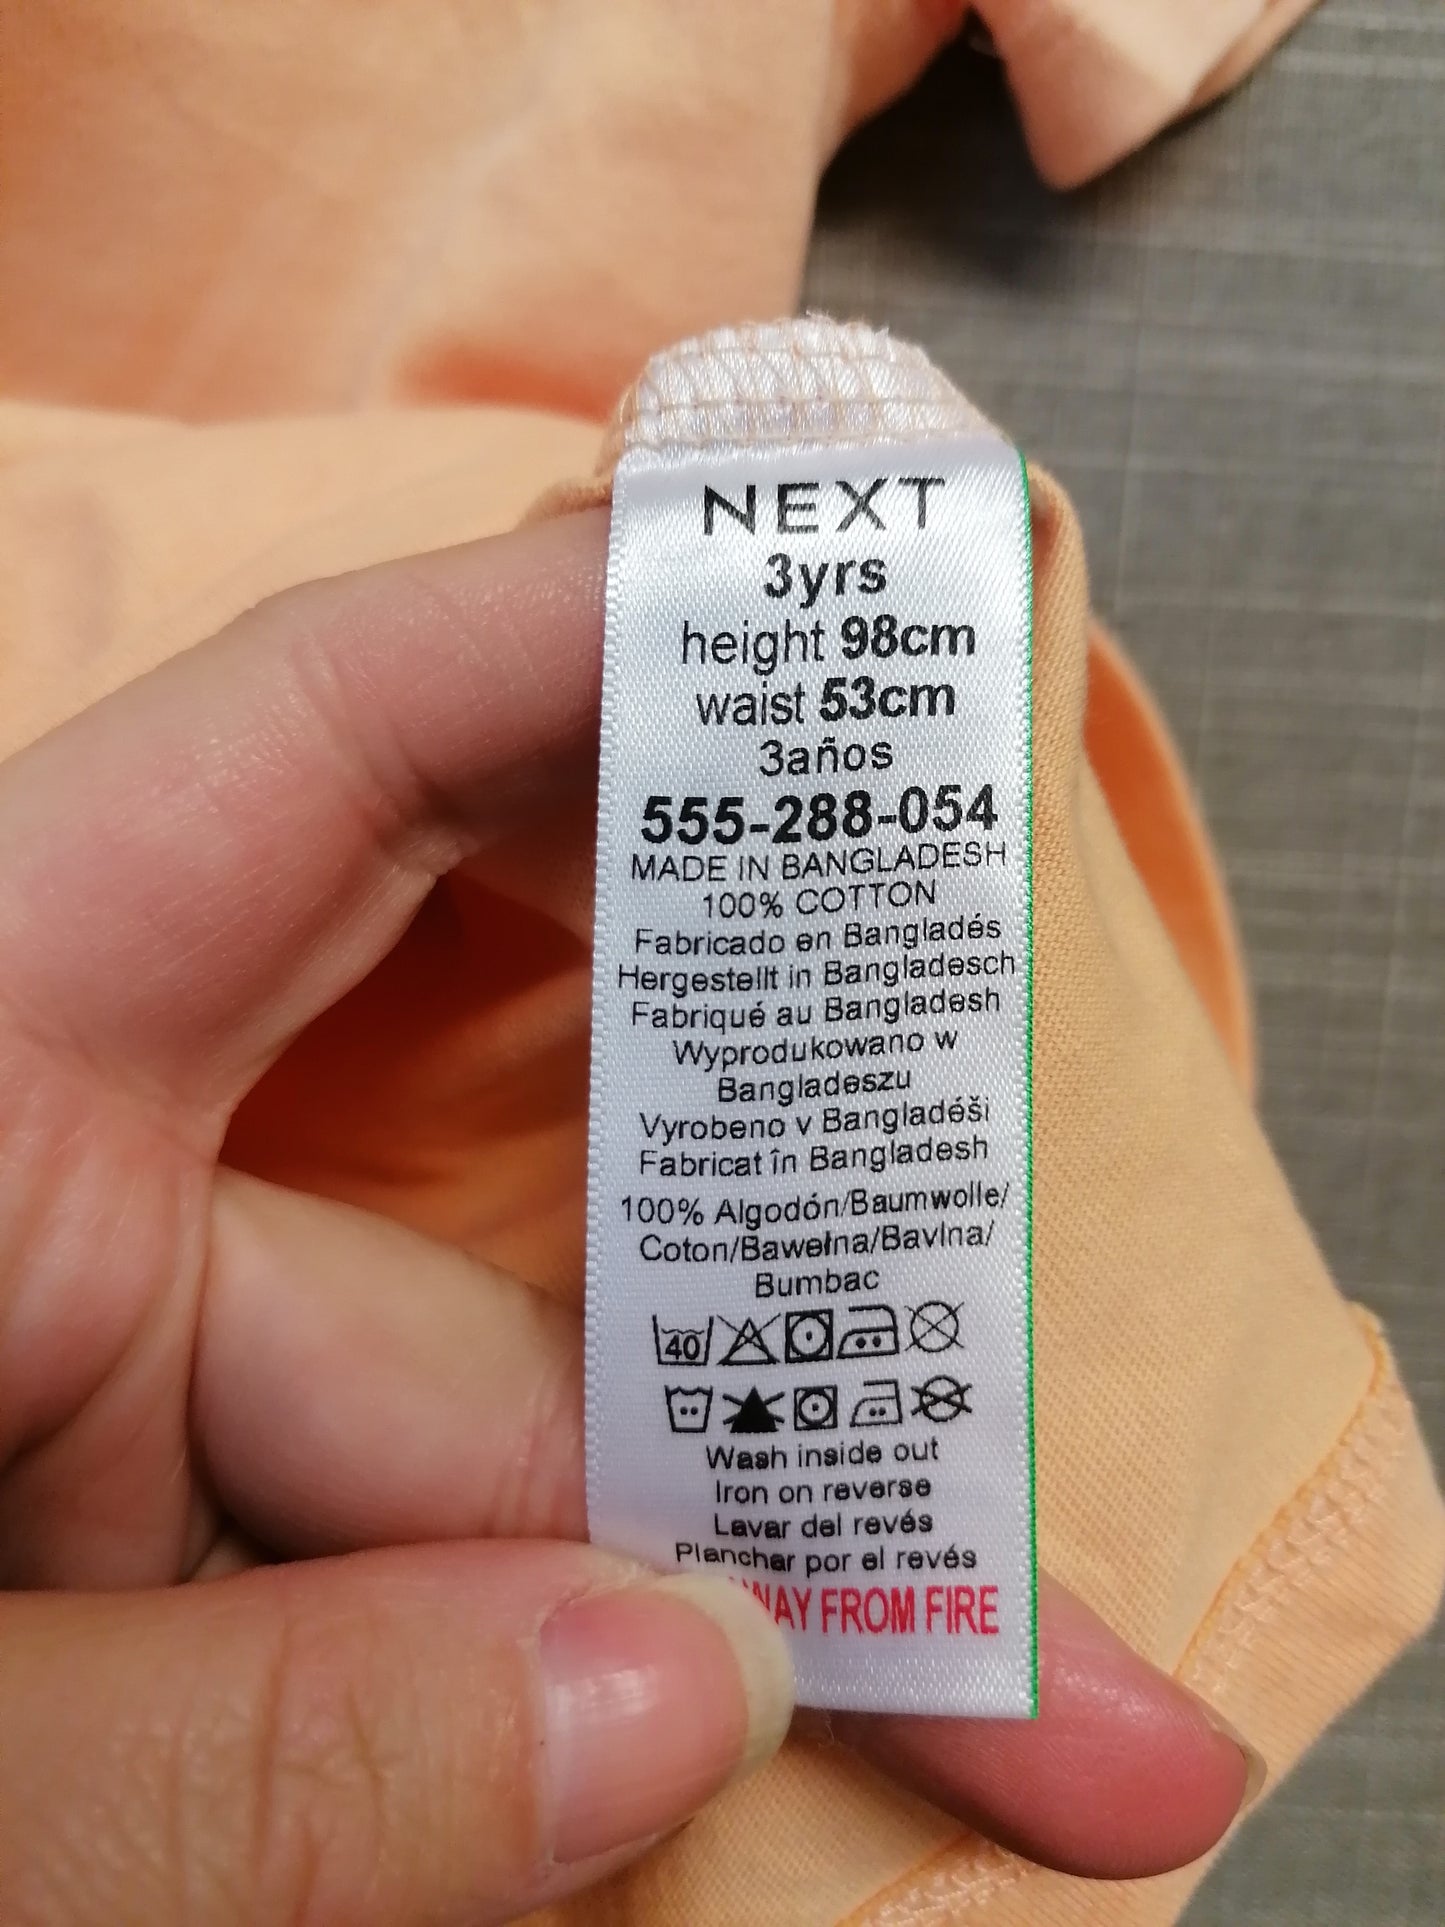 NEXT
3yrs
height 98cm
waist 53cm
3años
555-288-054
MADE IN BANGLADESH
100% COTTON
Fabricado en Bangladés
Hergestellt in Bangladesch
Fabriqué au Bangladesh
Wyprodukowano w
Bangladeszu
Vyrobeno v Bangladéši
Fabricat în Bangladesh
100% Algodón/Baumwolle/
Coton/Bawełna/Bavlna/
Bumbac
40
Wash inside out
Iron on reverse
Lavar del revés
Planchar por el revés
AWAY FROM FIRE